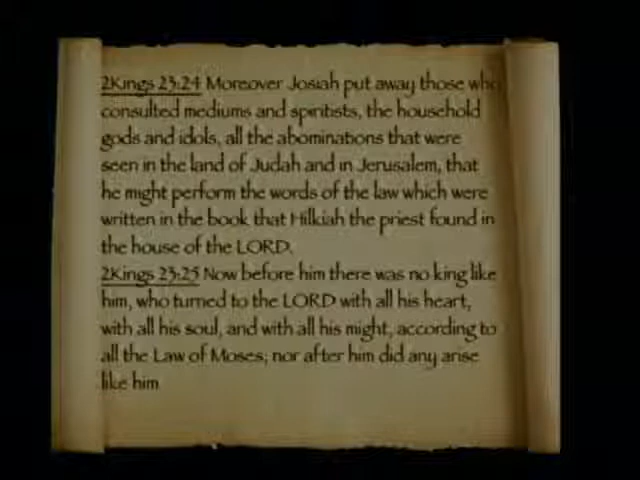 2Kings 23:24 Moreover Josiah put away those who
consulted mediums and spiritists, the household
gods and idols, all the abominations that were
seen in the land of Judah and in Jerusalem, that
he might perform the words of the law which were
written in the book that Hilkiah the priest found in
the house of the LORD.
2Kings 23:25 Now before him there was no king like
him, who turned to the LORD with all his heart,
with all his soul, and with all his might, according to
all the Law of Moses; nor after him did any arise
like him